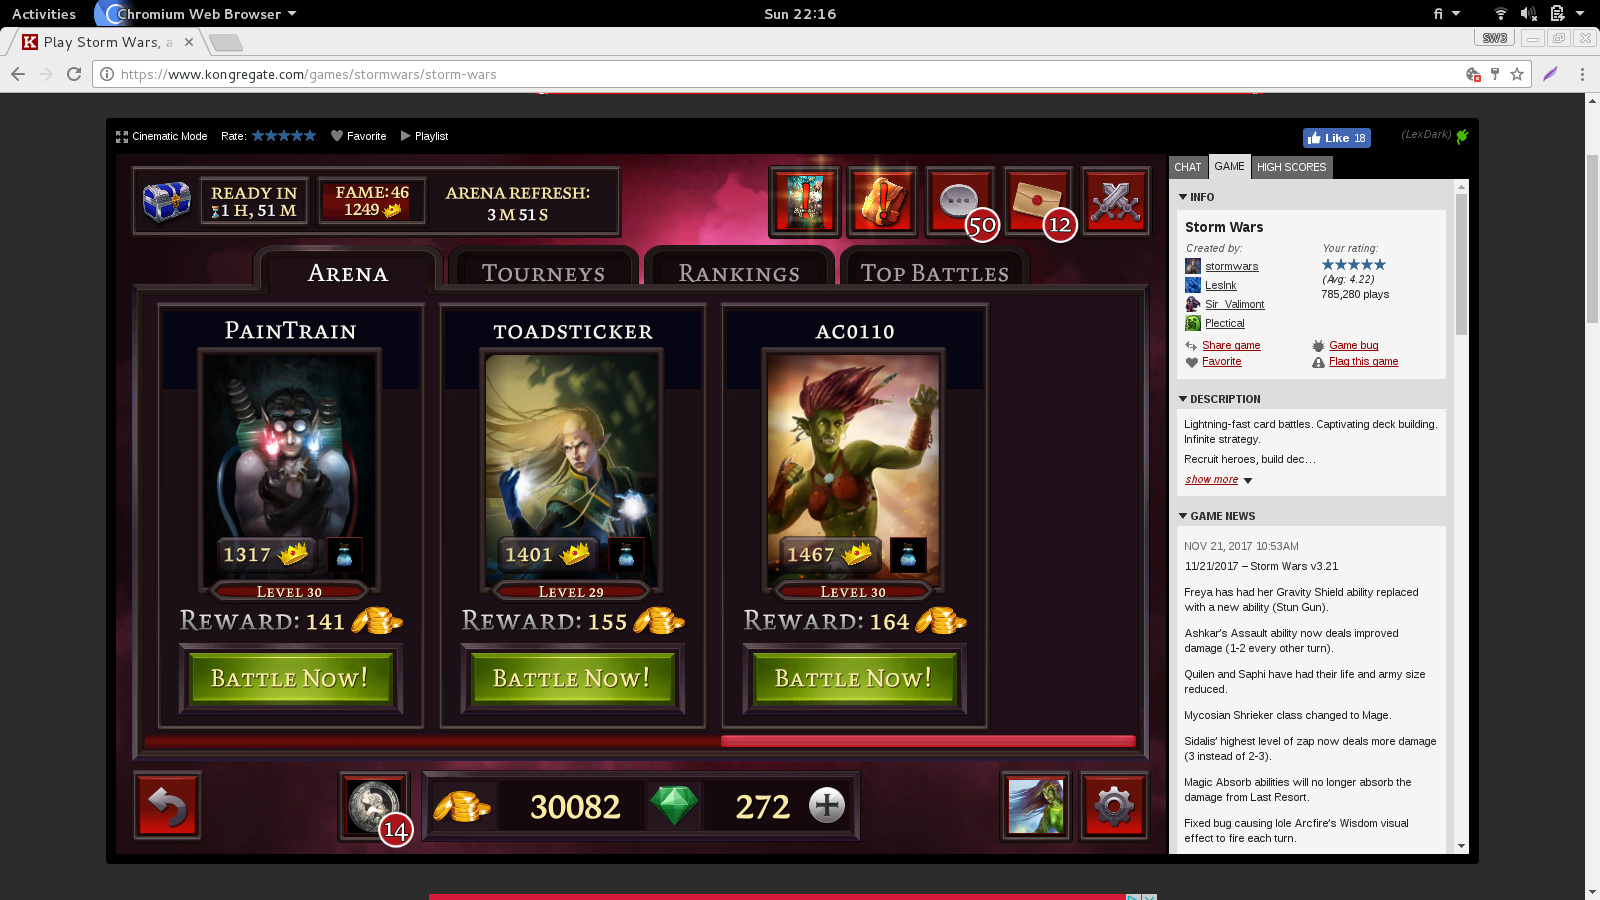 Activities
Chromium Web Browser
Sun 22:16
fi
Play Storm Wars, a
SW3
https://www.kongregate.com/games/stormwars/storm-wars
Cinematic Mode
Rate:
Favorite
Playlist
Like 18
(LexDark)
READY IN
1 H, 51 M
FAME: 46
1249
ARENA REFRESH:
3 M 51 S
50
12
ARENA
TOURNEYS
RANKINGS
TOP BATTLES
PAINTRAIN
1317
LEVEL 30
REWARD: 141
BATTLE NOW!
TOADSTICKER
1401
LEVEL 29
REWARD: 155
BATTLE NOW!
AC0110
1467
LEVEL 30
REWARD: 164
BATTLE NOW!
14
30082
272
CHAT
GAME
HIGH SCORES
INFO
Storm Wars
Created by:
stormwars
LesInk
Sir_Valimont
Plectical
Your rating:
(Avg: 4.22)
785,280 plays
Share game
Game bug
Favorite
Flag this game
DESCRIPTION
Lightning-fast card battles. Captivating deck building.
Infinite strategy.
Recruit heroes, build dec…
show more
GAME NEWS
NOV 21, 2017 10:53AM
11/21/2017 – Storm Wars v3.21
Freya has had her Gravity Shield ability replaced
with a new ability (Stun Gun).
Ashkar's Assault ability now deals improved
damage (1-2 every other turn).
Quilen and Saphi have had their life and army size
reduced.
Mycosian Shrieker class changed to Mage.
Sidalis' highest level of zap now deals more damage
(3 instead of 2-3).
Magic Absorb abilities will no longer absorb the
damage from Last Resort.
Fixed bug causing Iole Arcfire's Wisdom visual
effect to fire each turn.